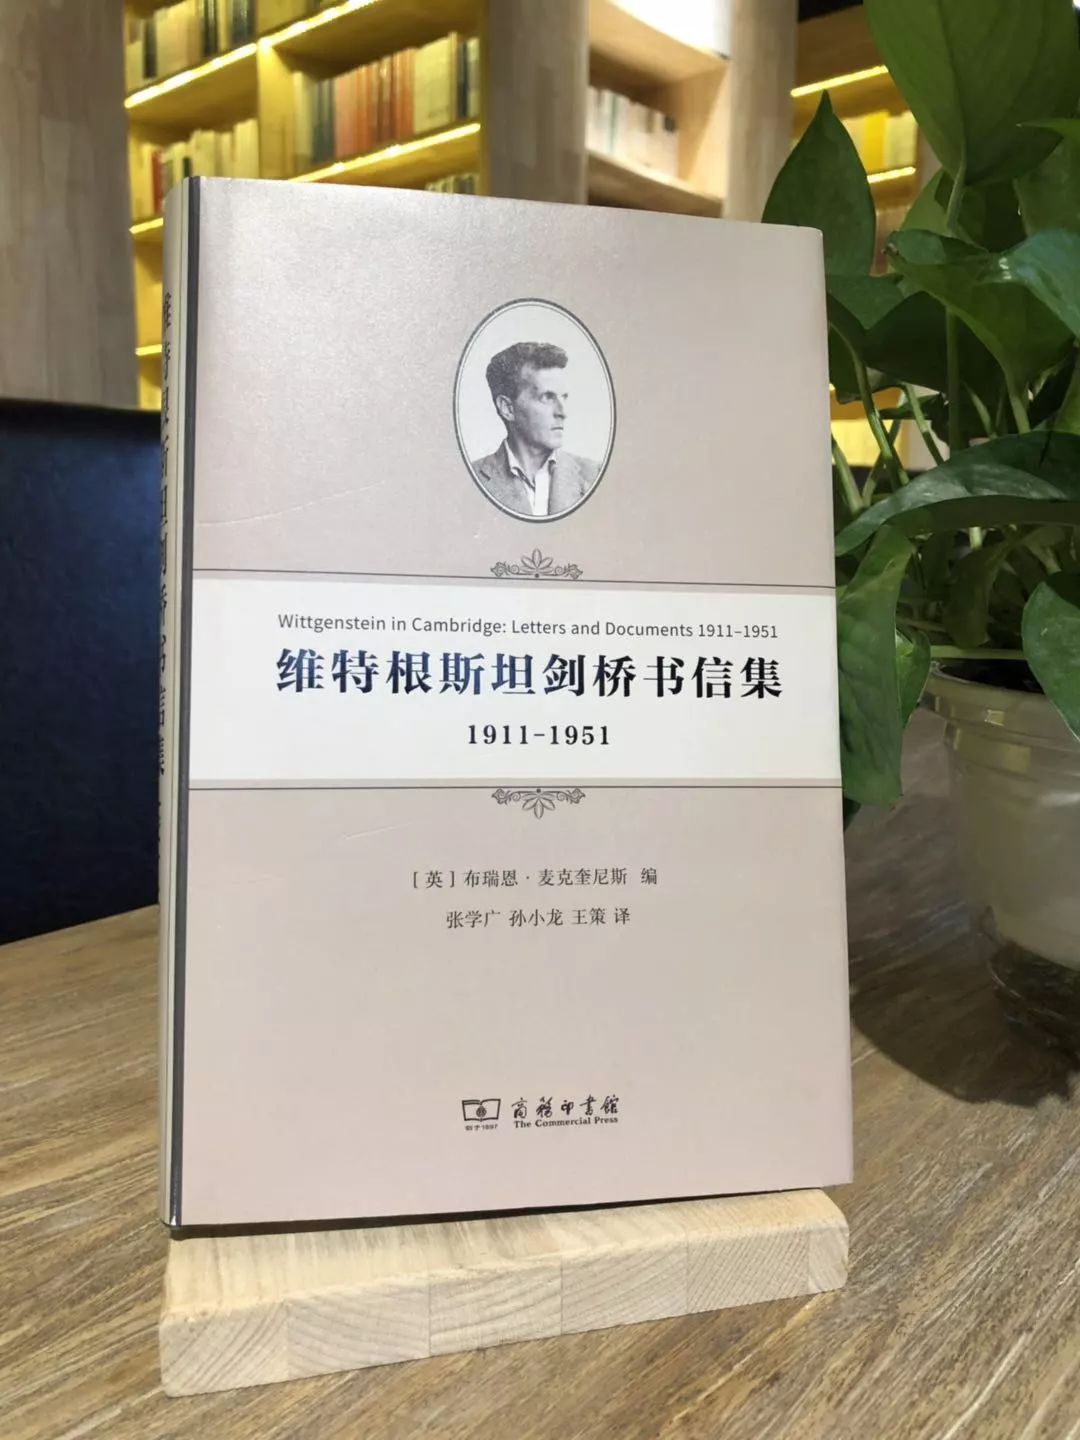 Wittgenstein in Cambridge: Letters and Documents 1911–1951
维特根斯坦剑桥书信集
1911–1951
[英] 布瑞恩·麦克奎尼斯 编
张学广 孙小龙 王策 译
商務印書館
The Commercial Press